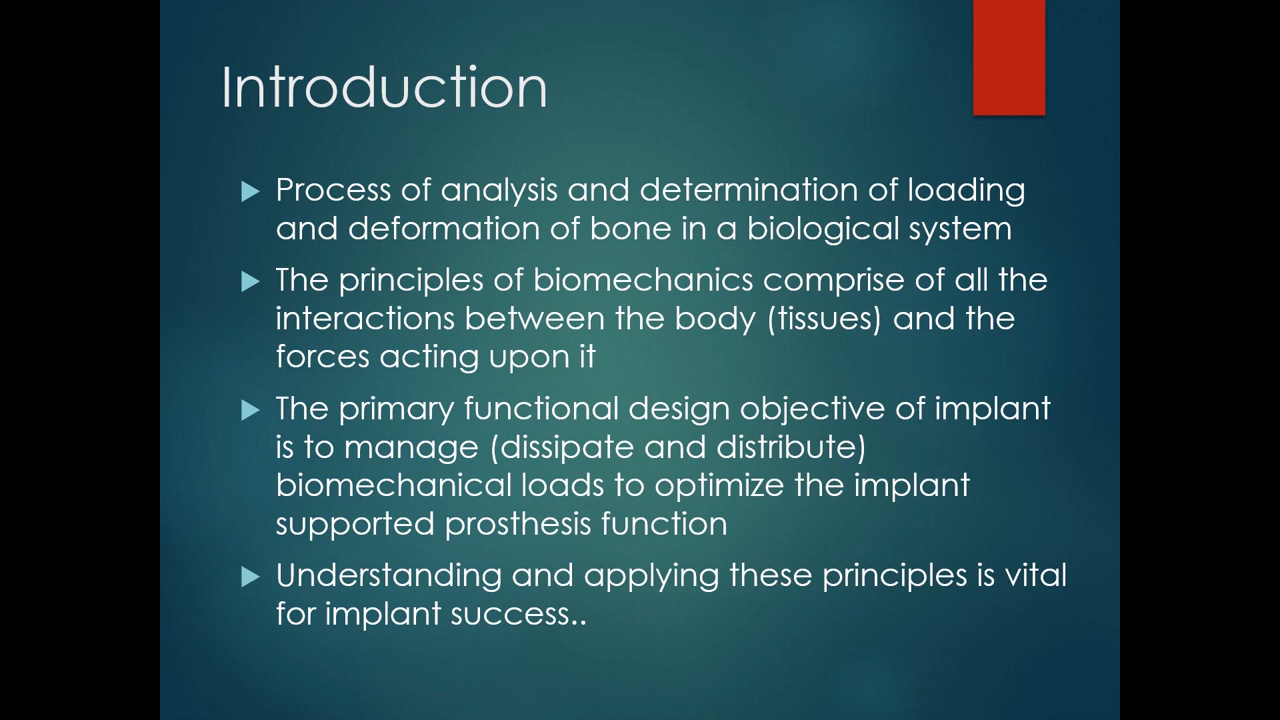 Introduction
Process of analysis and determination of loading
and deformation of bone in a biological system
The principles of biomechanics comprise of all the
interactions between the body (tissues) and the
forces acting upon it
The primary functional design objective of implant
is to manage (dissipate and distribute)
biomechanical loads to optimize the implant
supported prosthesis function
Understanding and applying these principles is vital
for implant success..